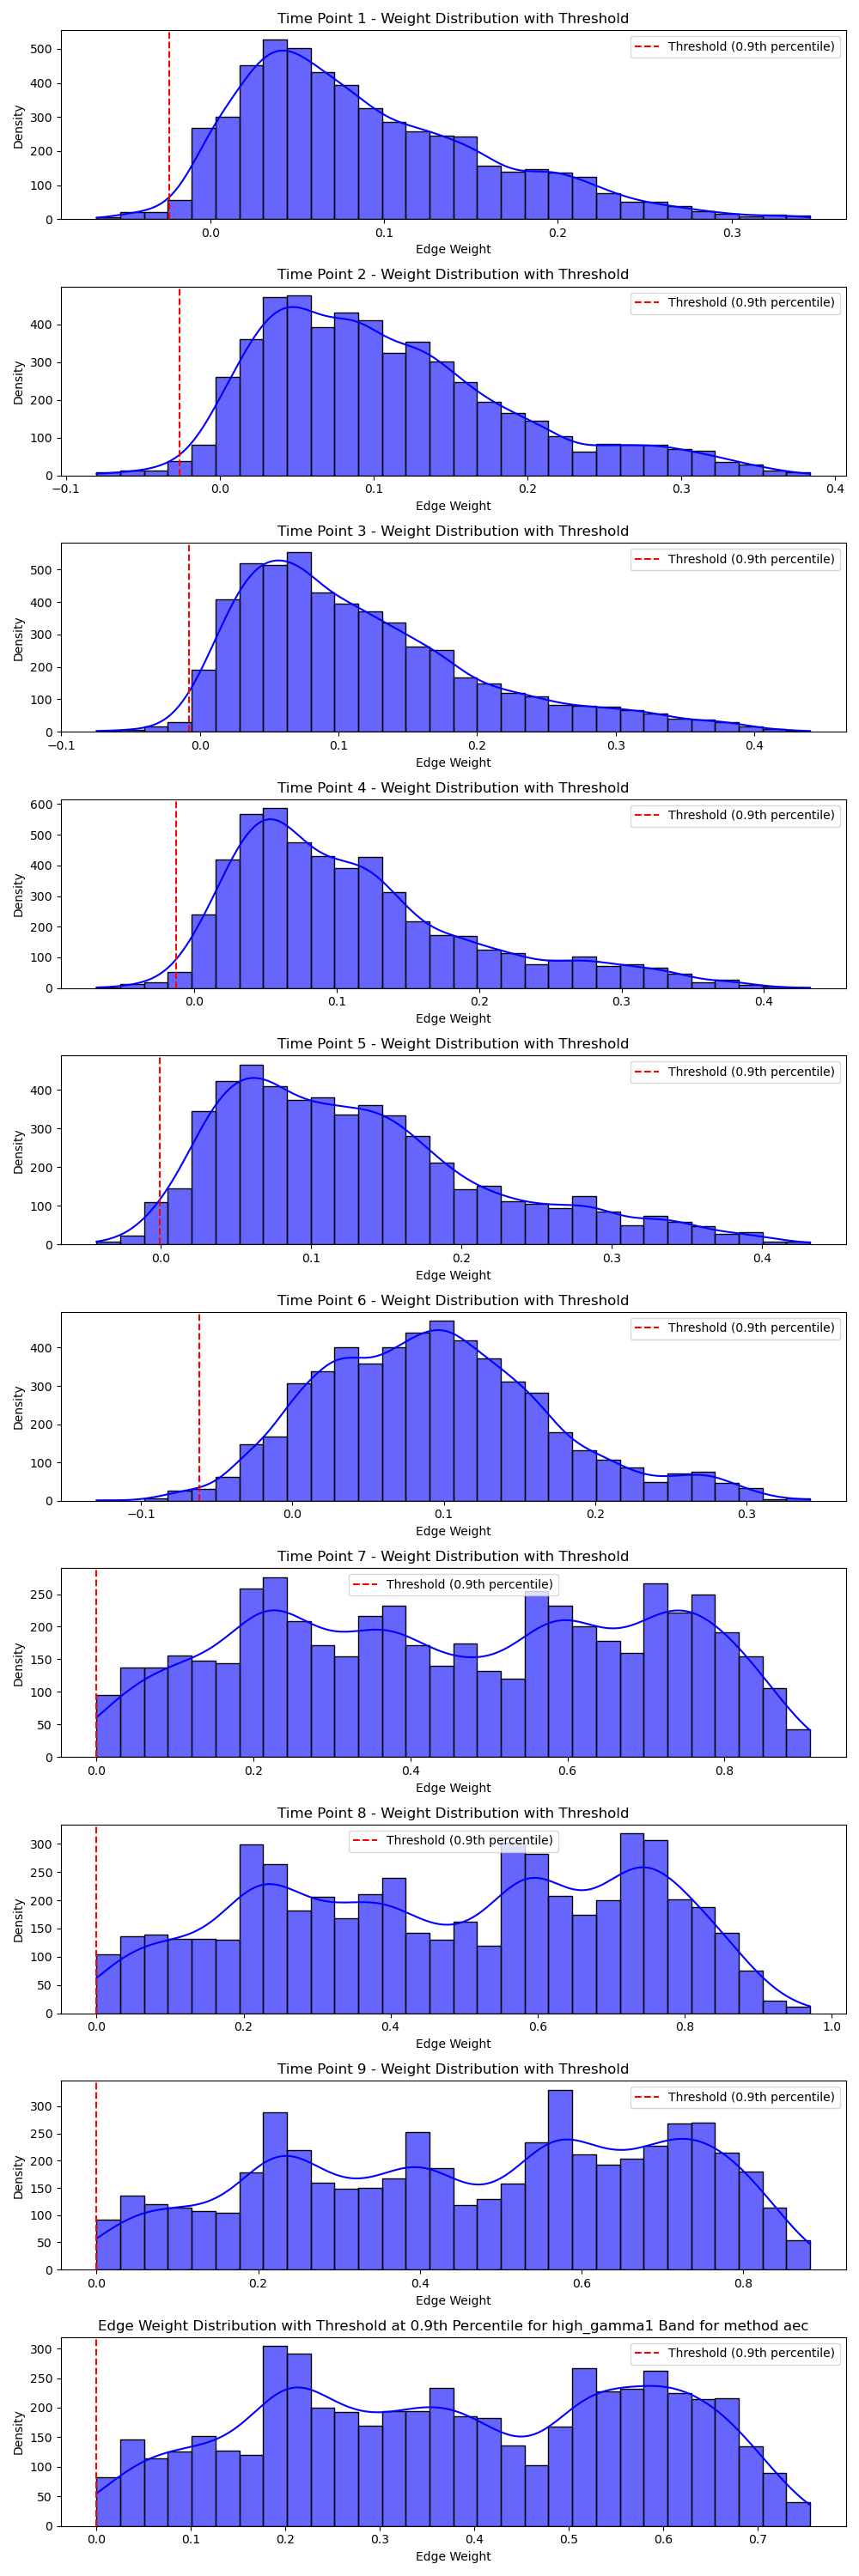 Time Point 1 - Weight Distribution with Threshold
Threshold (0.9th percentile)
Density
500
400
300
200
100
0
0.0 0.1 0.2 0.3
Edge Weight
Time Point 2 - Weight Distribution with Threshold
Threshold (0.9th percentile)
Density
400
300
200
100
0
−0.1 0.0 0.1 0.2 0.3 0.4
Edge Weight
Time Point 3 - Weight Distribution with Threshold
Threshold (0.9th percentile)
Density
500
400
300
200
100
0
−0.1 0.0 0.1 0.2 0.3 0.4
Edge Weight
Time Point 4 - Weight Distribution with Threshold
Threshold (0.9th percentile)
Density
600
500
400
300
200
100
0
0.0 0.1 0.2 0.3 0.4
Edge Weight
Time Point 5 - Weight Distribution with Threshold
Threshold (0.9th percentile)
Density
400
300
200
100
0
0.0 0.1 0.2 0.3 0.4
Edge Weight
Time Point 6 - Weight Distribution with Threshold
Threshold (0.9th percentile)
Density
400
300
200
100
0
−0.1 0.0 0.1 0.2 0.3
Edge Weight
Time Point 7 - Weight Distribution with Threshold
Threshold (0.9th percentile)
Density
250
200
150
100
50
0
0.0 0.2 0.4 0.6 0.8
Edge Weight
Time Point 8 - Weight Distribution with Threshold
Threshold (0.9th percentile)
Density
300
250
200
150
100
50
0
0.0 0.2 0.4 0.6 0.8 1.0
Edge Weight
Time Point 9 - Weight Distribution with Threshold
Threshold (0.9th percentile)
Density
300
250
200
150
100
50
0
0.0 0.2 0.4 0.6 0.8
Edge Weight
Edge Weight Distribution with Threshold at 0.9th Percentile for high_gamma1 Band for method aec
Threshold (0.9th percentile)
Density
300
250
200
150
100
50
0
0.0 0.1 0.2 0.3 0.4 0.5 0.6 0.7
Edge Weight